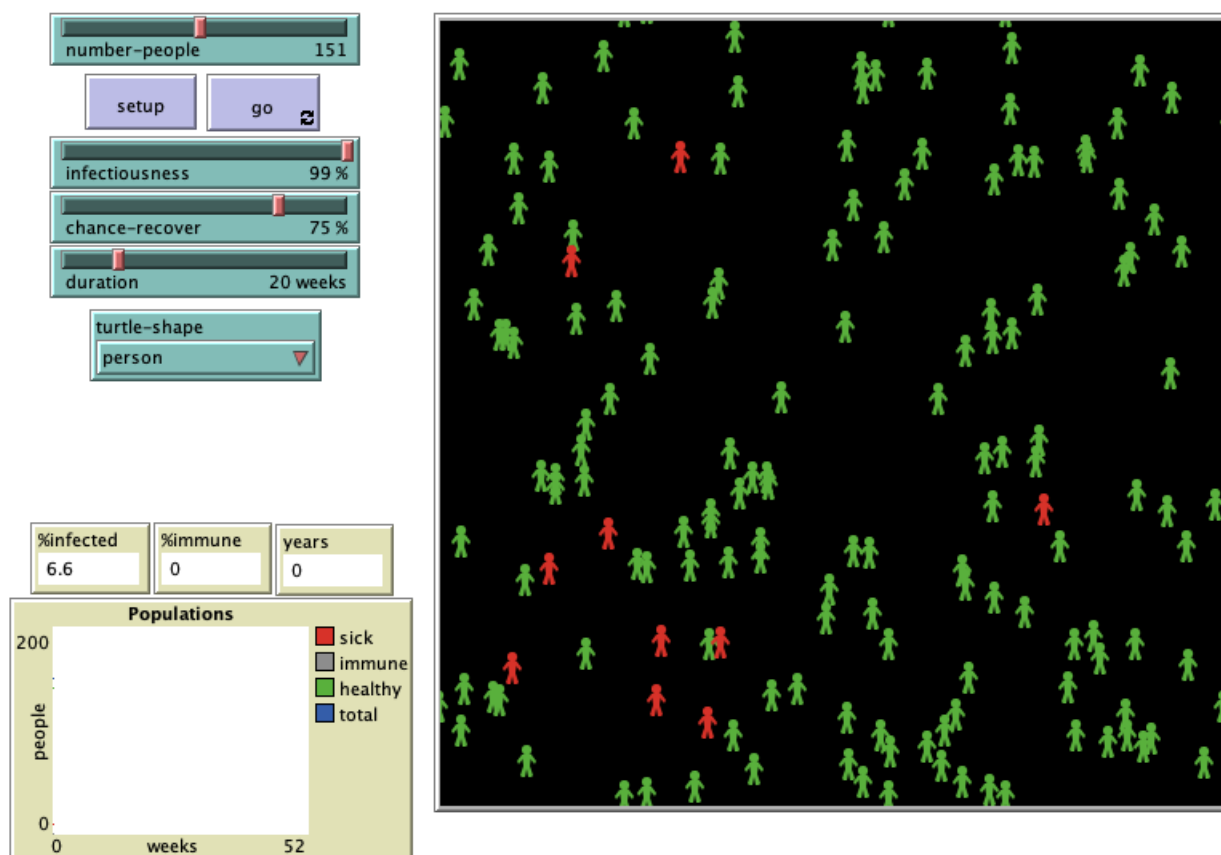 number-people 151
setup
go
infectiousness 99 %
chance-recover 75 %
duration 20 weeks
turtle-shape
person
%infected
6.6
%immune
0
years
0
Populations
200
people
0
0
weeks
52
sick
immune
healthy
total